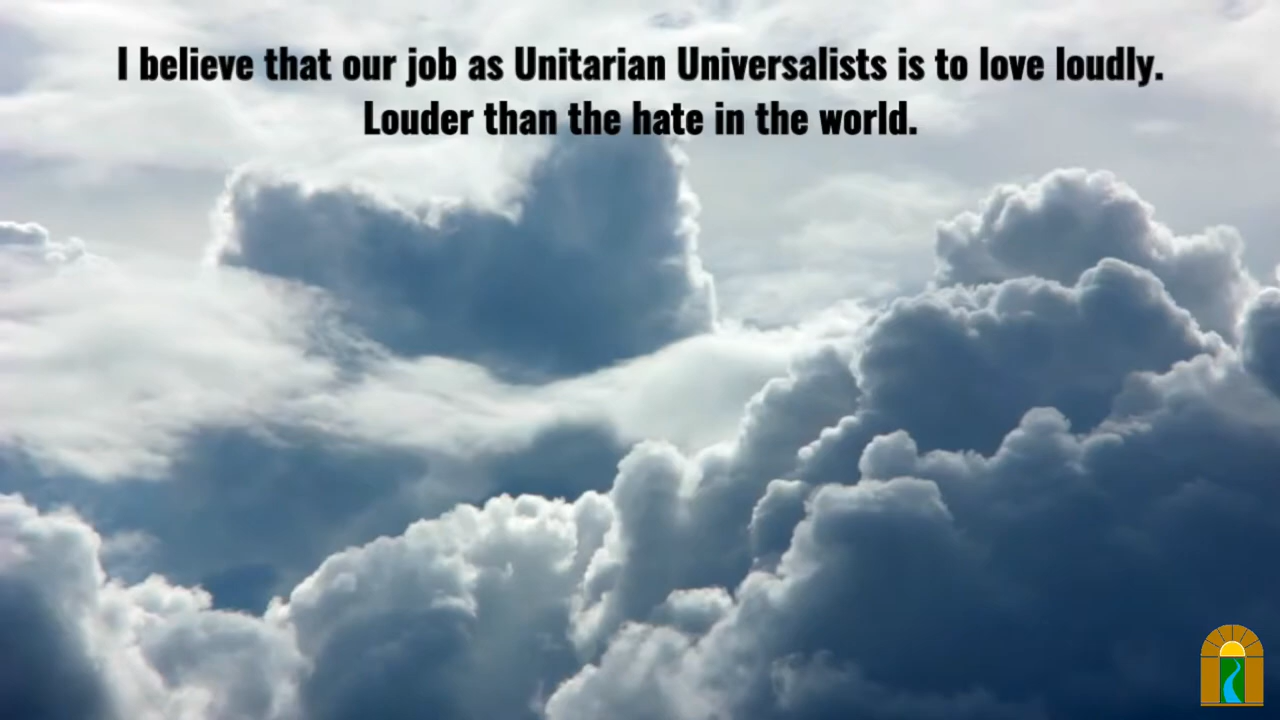 I believe that our job as Unitarian Universalists is to love loudly.
Louder than the hate in the world.